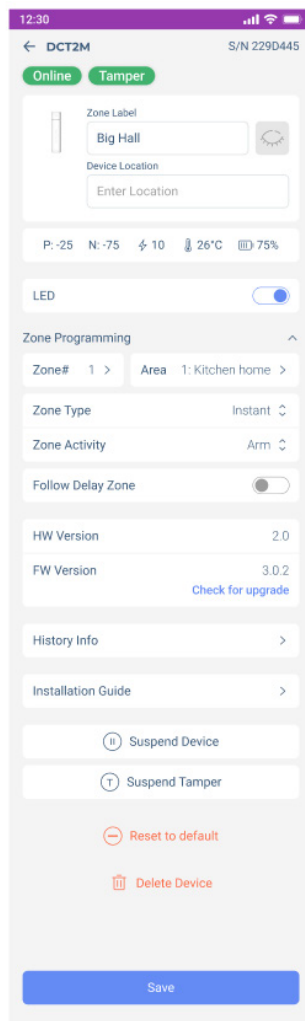 12:30
DCT2M S/N 229D445
Online Tamper
Zone Label
Big Hall
Device Location
Enter Location
P: -25 N: -75 10 26°C 75%
LED
Zone Programming
Zone# 1 > Area 1: Kitchen home >
Zone Type Instant
Zone Activity Arm
Follow Delay Zone
HW Version 2.0
FW Version 3.0.2
Check for upgrade
History Info >
Installation Guide >
Suspend Device
T Suspend Tamper
Reset to default
Delete Device
Save